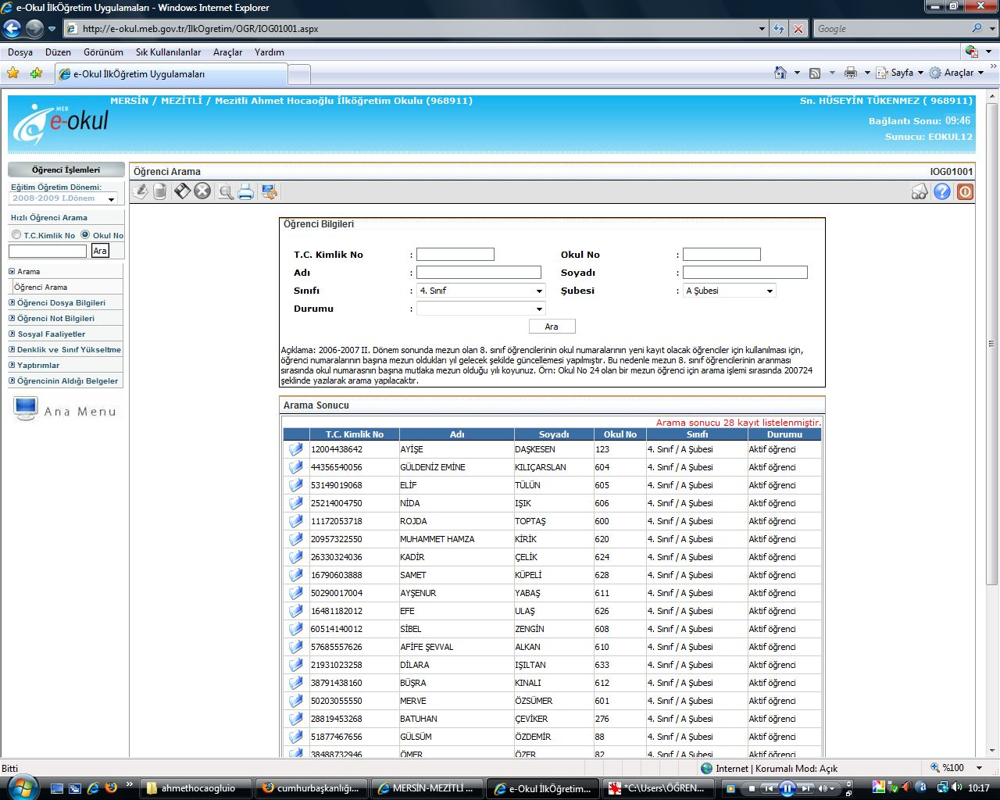 e-Okul İlkÖğretim Uygulamaları - Windows Internet Explorer
http://e-okul.meb.gov.tr/IlkOgretim/OGR/IOG01001.aspx
Google
Dosya Düzen Görünüm Sık Kullanılanlar Araçlar Yardım
e-Okul İlkÖğretim Uygulamaları
Sayfa Araçlar
MERSİN / MEZİTLİ / Mezitli Ahmet Hocaoğlu İlköğretim Okulu (968911)
Sn. HÜSEYİN TÜKENMEZ ( 968911)
MEB
e-okul
Bağlantı Sonu: 09:46
Sunucu: EOKUL12
Öğrenci İşlemleri
Eğitim Öğretim Dönemi:
2008-2009 I.Dönem
Hızlı Öğrenci Arama
T.C.Kimlik No Okul No
Ara
Arama
Öğrenci Arama
Öğrenci Dosya Bilgileri
Öğrenci Not Bilgileri
Sosyal Faaliyetler
Denklik ve Sınıf Yükseltme
Yaptırımlar
Öğrencinin Aldığı Belgeler
Ana Menu
Öğrenci Arama IOG01001
Öğrenci Bilgileri
T.C. Kimlik No : Okul No :
Adı : Soyadı :
Sınıfı : 4. Sınıf Şubesi : A Şubesi
Durumu :
Ara
Açıklama: 2006-2007 II. Dönem sonunda mezun olan 8. sınıf öğrencilerinin okul numaralarının yeni kayıt olacak öğrenciler için kullanılması için,
öğrenci numaralarının başına mezun oldukları yıl gelecek şekilde güncellemesi yapılmıştır. Bu nedenle mezun 8. sınıf öğrencilerinin aranması
sırasında okul numarasnın başına mutlaka mezun olduğu yılı koyunuz. Örn: Okul No 24 olan bir mezun öğrenci için arama işlemi sırasında 200724
şeklinde yazılarak arama yapılacaktır.
Arama Sonucu
Arama sonucu 28 kayıt listelenmiştir.
T.C. Kimlik No Adı Soyadı Okul No Sınıfı Durumu
12004438642 AYİŞE DAŞKESEN 123 4. Sınıf / A Şubesi Aktif öğrenci
44356540056 GÜLDENİZ EMİNE KILIÇARSLAN 604 4. Sınıf / A Şubesi Aktif öğrenci
53149019068 ELİF TÜLÜN 605 4. Sınıf / A Şubesi Aktif öğrenci
25214004750 NİDA IŞIK 606 4. Sınıf / A Şubesi Aktif öğrenci
11172053718 ROJDA TOPTAŞ 600 4. Sınıf / A Şubesi Aktif öğrenci
20957322550 MUHAMMET HAMZA KİRİK 620 4. Sınıf / A Şubesi Aktif öğrenci
26330324036 KADİR ÇELİK 624 4. Sınıf / A Şubesi Aktif öğrenci
16790603888 SAMET KÜPELİ 628 4. Sınıf / A Şubesi Aktif öğrenci
50290017004 AYŞENUR YABAŞ 611 4. Sınıf / A Şubesi Aktif öğrenci
16481182012 EFE ULAŞ 626 4. Sınıf / A Şubesi Aktif öğrenci
60514140012 SİBEL ZENGİN 608 4. Sınıf / A Şubesi Aktif öğrenci
57685557626 AFİFE ŞEVVAL ALKAN 610 4. Sınıf / A Şubesi Aktif öğrenci
21931023258 DİLARA IŞILTAN 633 4. Sınıf / A Şubesi Aktif öğrenci
38791438160 BÜŞRA KINALI 612 4. Sınıf / A Şubesi Aktif öğrenci
50203055550 MERVE ÖZSÜMER 601 4. Sınıf / A Şubesi Aktif öğrenci
28819453268 BATUHAN ÇEVİKER 276 4. Sınıf / A Şubesi Aktif öğrenci
51877467656 GÜLSÜM ÖZDEMİR 88 4. Sınıf / A Şubesi Aktif öğrenci
38488732946 ÖMER ÖZER 82 4. Sınıf / A Şubesi Aktif öğrenci
Bitti Internet | Korumalı Mod: Açık %100
ahmethocaogluio cumhurbaşkanlığı... MERSİN-MEZİTLİ ... e-Okul İlkÖğretim... *C:\Users\ÖĞREN... 10:17